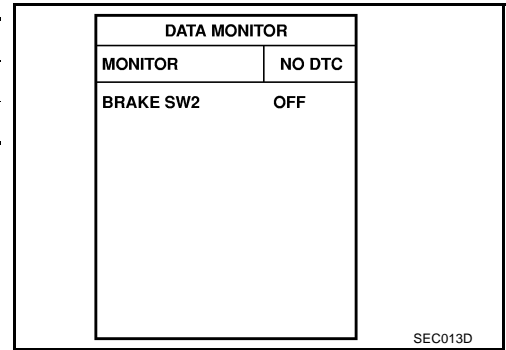 DATA MONITOR
MONITOR NO DTC
BRAKE SW2 OFF
SEC013D